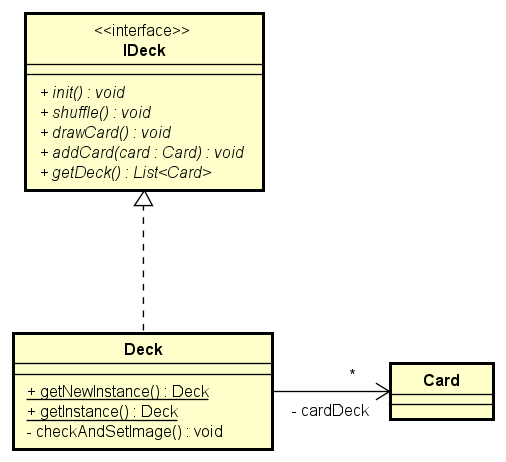 <<interface>>
IDeck
+ init() : void
+ shuffle() : void
+ drawCard() : void
+ addCard(card : Card) : void
+ getDeck() : List<Card>
Deck
+ getNewInstance() : Deck
+ getInstance() : Deck
- checkAndSetImage() : void
*
- cardDeck
Card